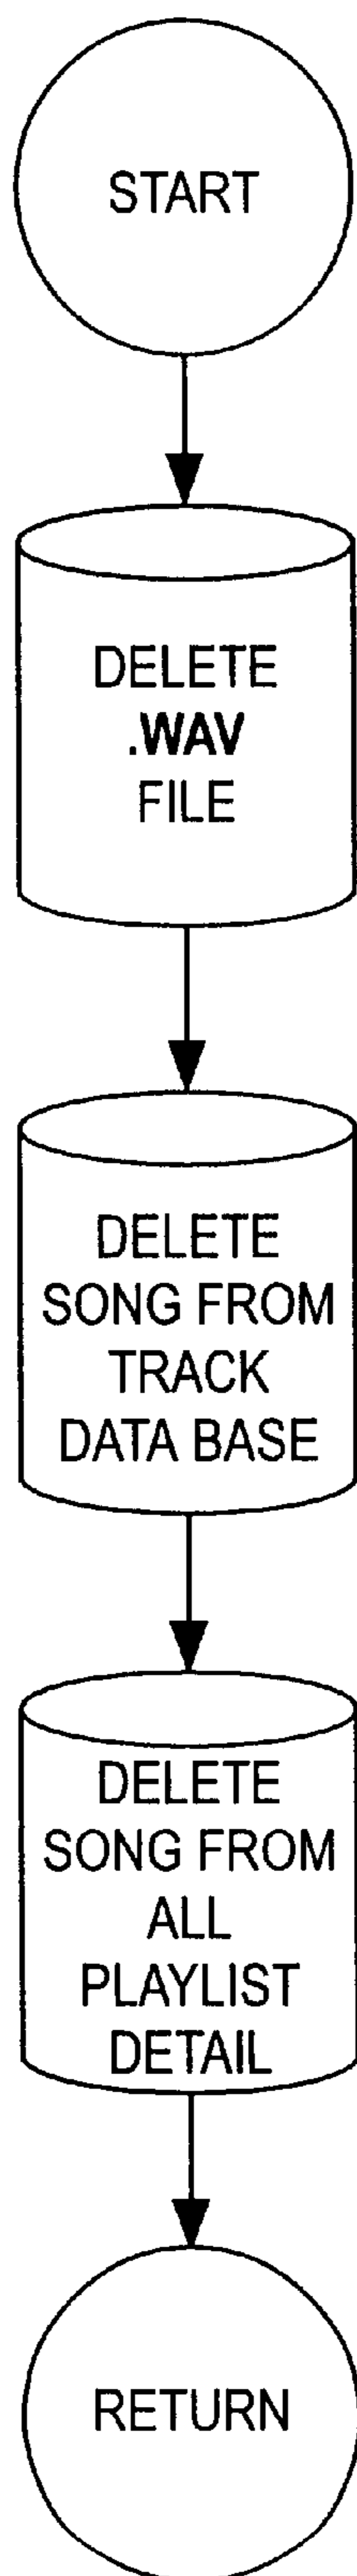 START
DELETE
.WAV
FILE
DELETE
SONG FROM
TRACK
DATA BASE
DELETE
SONG FROM
ALL
PLAYLIST
DETAIL
RETURN